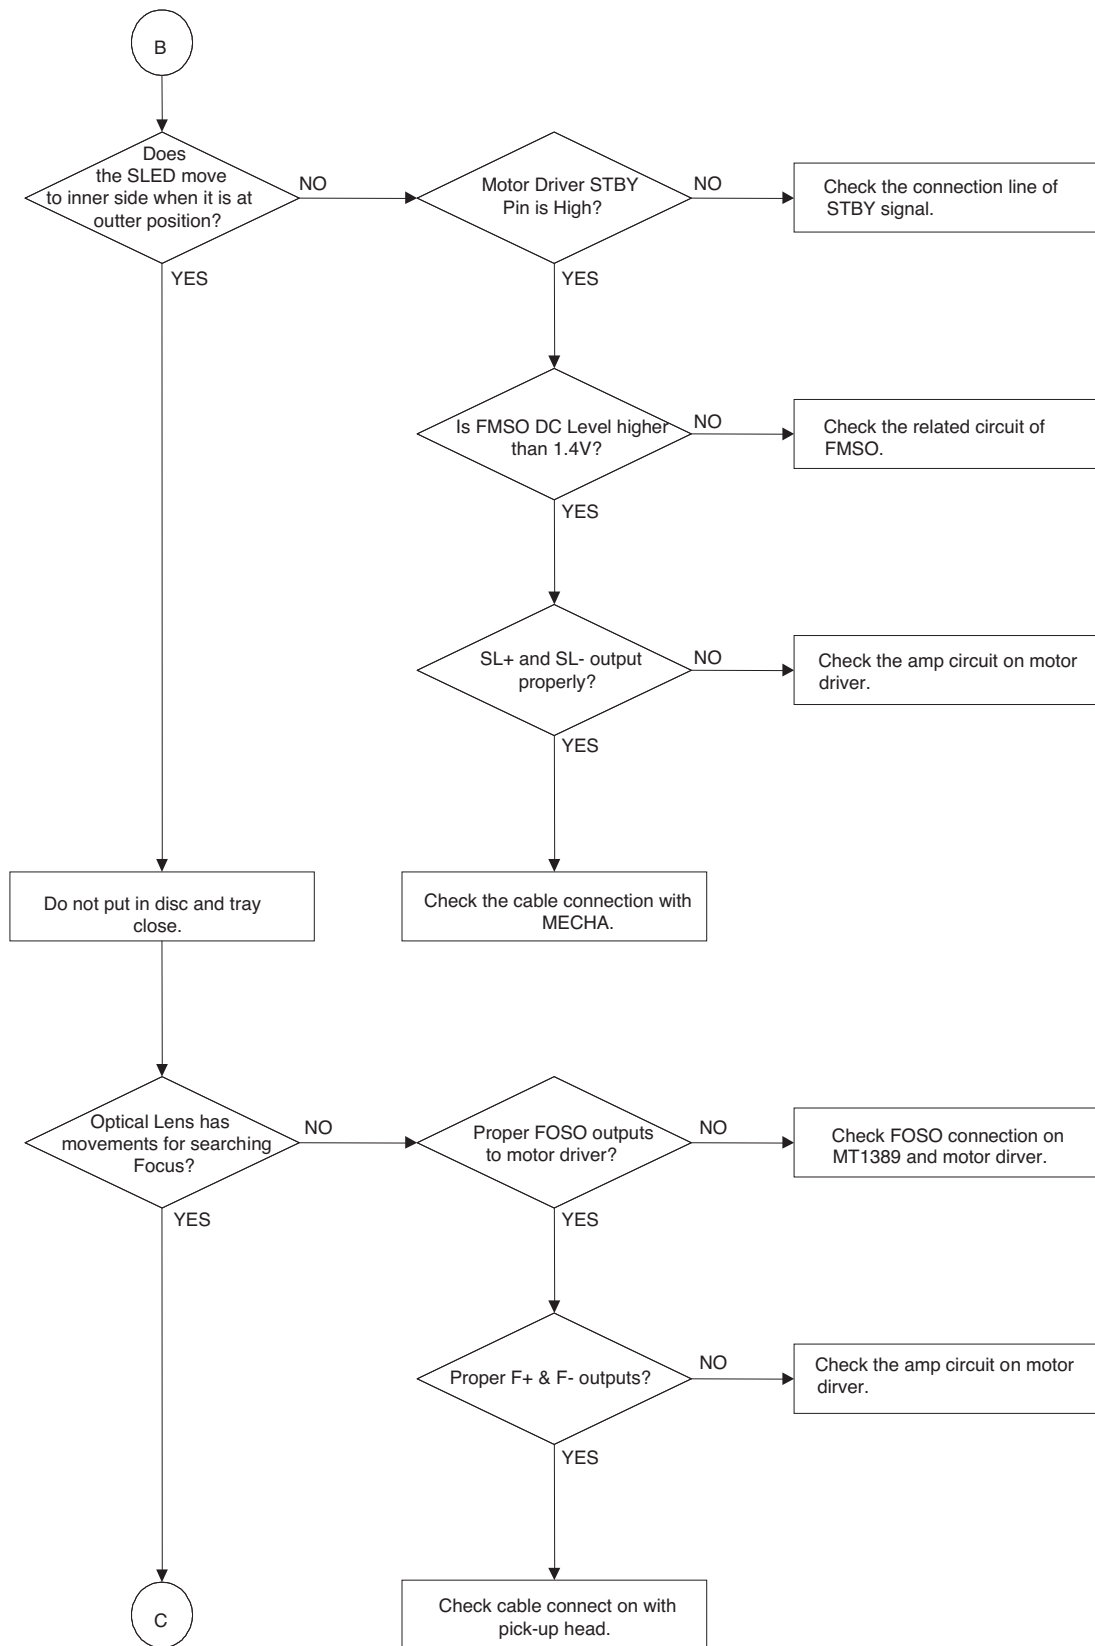 B
Does
the SLED move
to inner side when it is at
outter position?
NO
Motor Driver STBY
Pin is High?
NO
Check the connection line of
STBY signal.
YES
YES
Is FMSO DC Level higher
than 1.4V?
NO
Check the related circuit of
FMSO.
YES
SL+ and SL- output
properly?
NO
Check the amp circuit on motor
driver.
YES
Do not put in disc and tray
close.
Check the cable connection with
MECHA.
Optical Lens has
movements for searching
Focus?
NO
Proper FOSO outputs
to motor driver?
NO
Check FOSO connection on
MT1389 and motor dirver.
YES
YES
Proper F+ & F- outputs?
NO
Check the amp circuit on motor
dirver.
YES
C
Check cable connect on with
pick-up head.